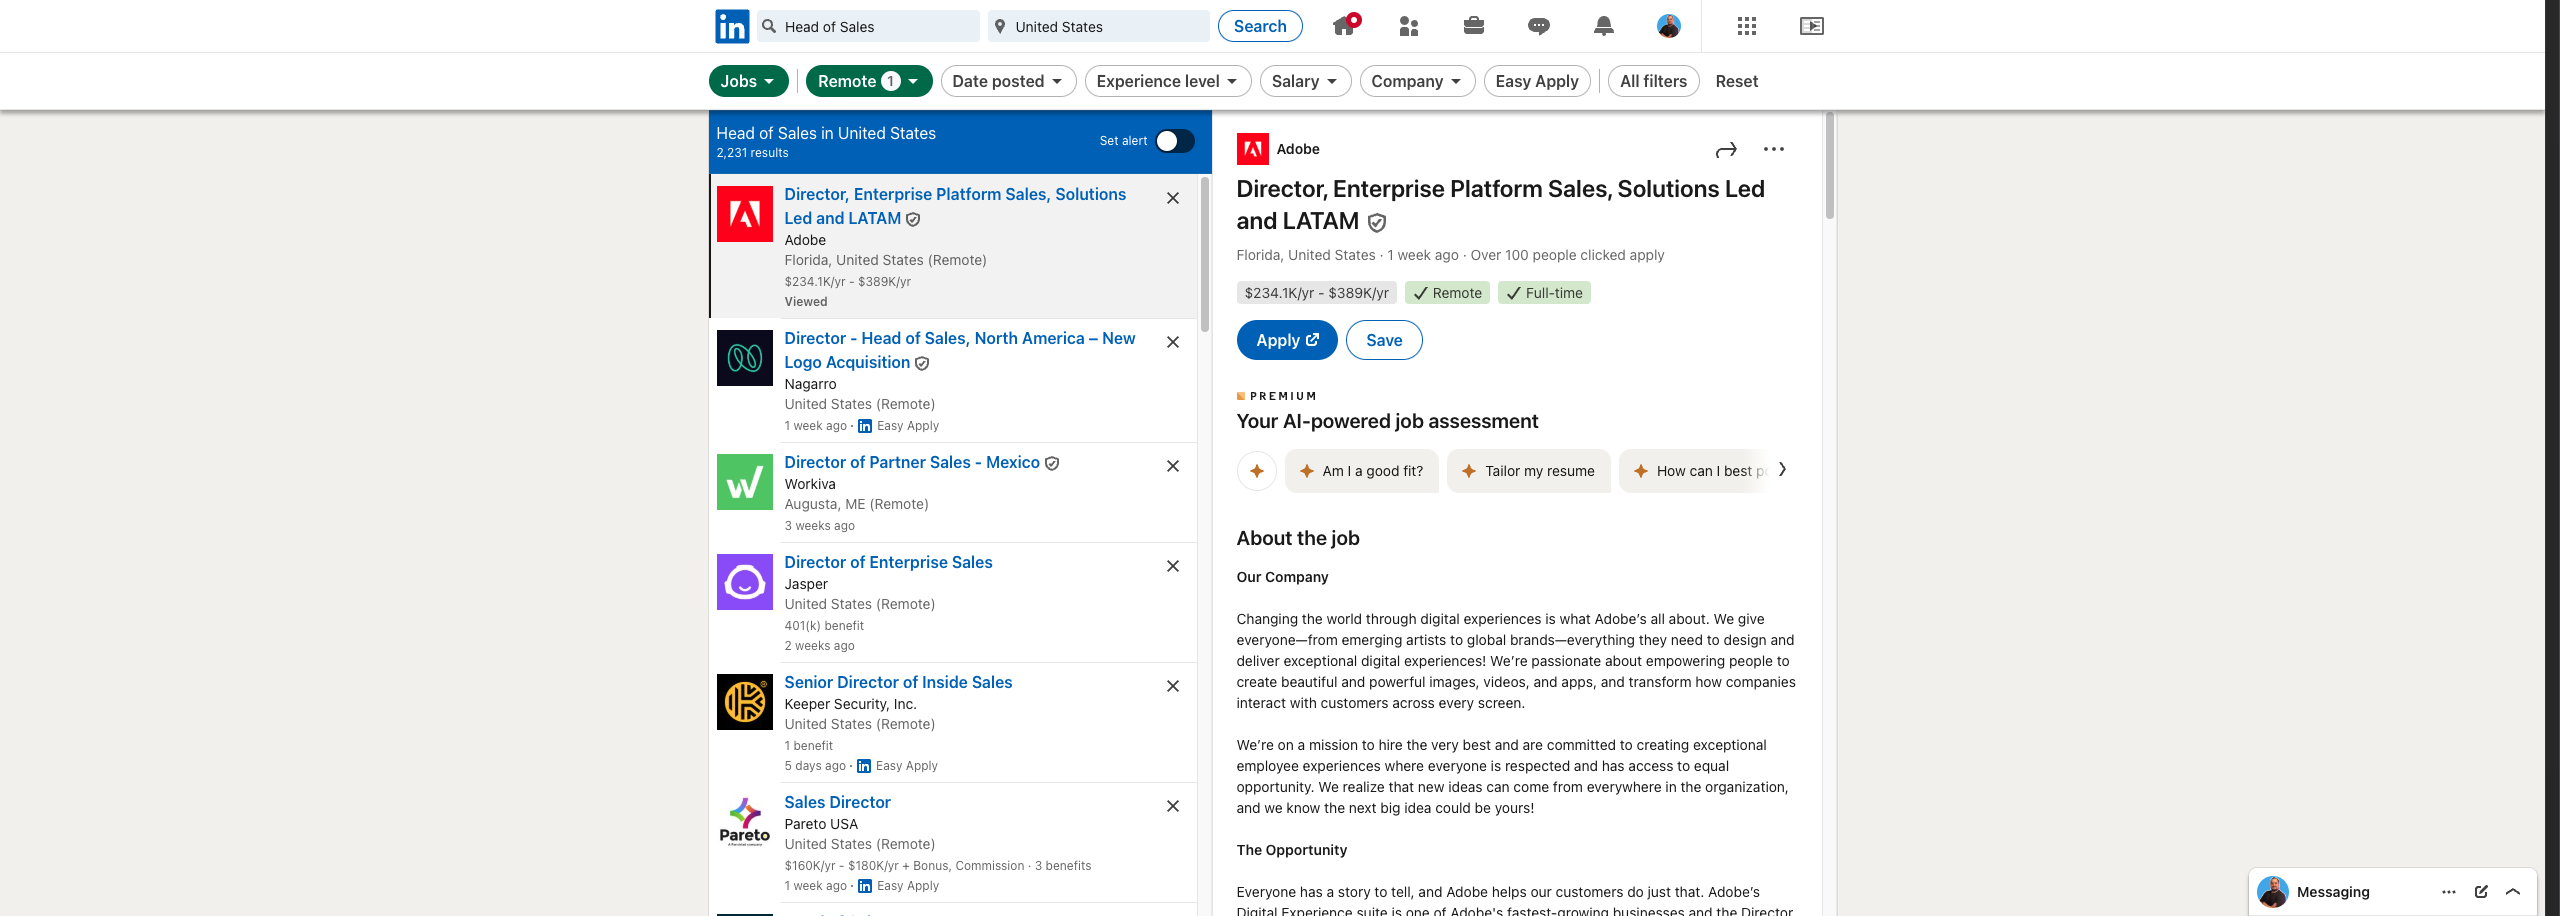 in Head of Sales United States Search
Jobs Remote 1 Date posted Experience level Salary Company Easy Apply All filters Reset
Head of Sales in United States
2,231 results
Set alert
Director, Enterprise Platform Sales, Solutions
Led and LATAM
Adobe
Florida, United States (Remote)
$234.1K/yr - $389K/yr
Viewed
Director - Head of Sales, North America – New
Logo Acquisition
Nagarro
United States (Remote)
1 week ago · in Easy Apply
Director of Partner Sales - Mexico
Workiva
Augusta, ME (Remote)
3 weeks ago
Director of Enterprise Sales
Jasper
United States (Remote)
401(k) benefit
2 weeks ago
Senior Director of Inside Sales
Keeper Security, Inc.
United States (Remote)
1 benefit
5 days ago · in Easy Apply
Pareto
Sales Director
Pareto USA
United States (Remote)
$160K/yr - $180K/yr + Bonus, Commission · 3 benefits
1 week ago · in Easy Apply
Adobe
Director, Enterprise Platform Sales, Solutions Led
and LATAM
Florida, United States · 1 week ago · Over 100 people clicked apply
$234.1K/yr - $389K/yr Remote Full-time
Apply Save
PREMIUM
Your AI-powered job assessment
Am I a good fit? Tailor my resume How can I best
About the job
Our Company
Changing the world through digital experiences is what Adobe's all about. We give
everyone—from emerging artists to global brands—everything they need to design and
deliver exceptional digital experiences! We're passionate about empowering people to
create beautiful and powerful images, videos, and apps, and transform how companies
interact with customers across every screen.
We're on a mission to hire the very best and are committed to creating exceptional
employee experiences where everyone is respected and has access to equal
opportunity. We realize that new ideas can come from everywhere in the organization,
and we know the next big idea could be yours!
The Opportunity
Everyone has a story to tell, and Adobe helps our customers do just that. Adobe's
Digital Experience suite is one of Adobe's fastest-growing businesses and the Director
Messaging